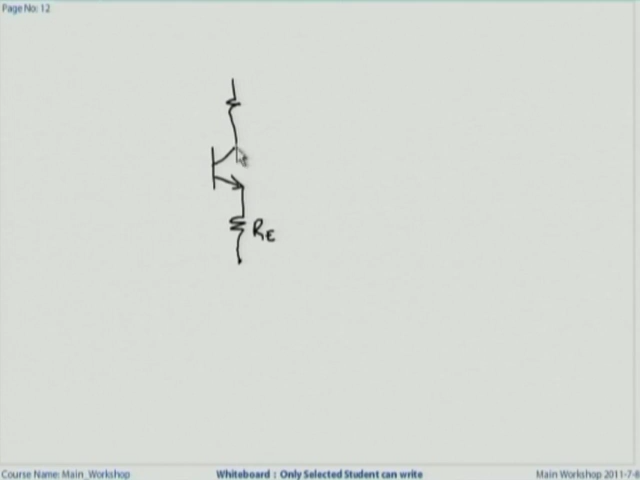 Page No: 12
RE
Course Name: Main_Workshop
Whiteboard : Only Selected Student can write
Main Workshop 2011-7-8